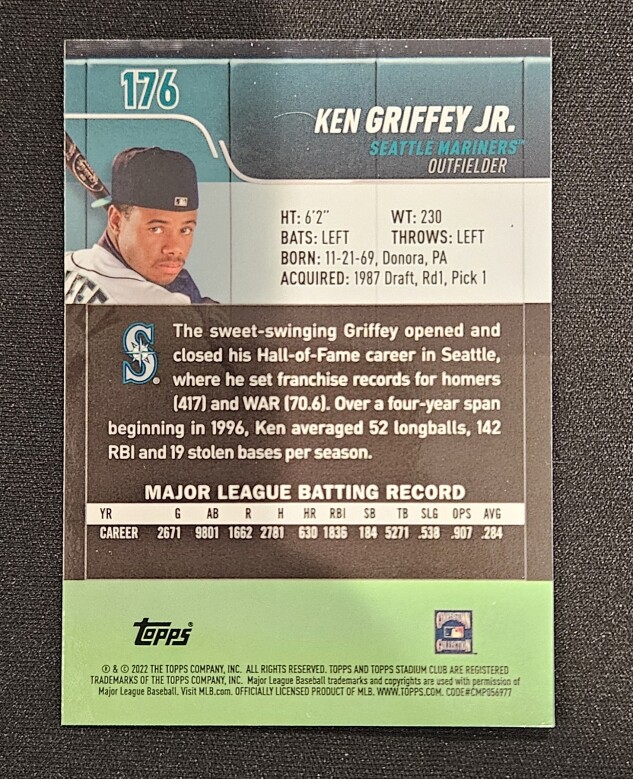 176
KEN GRIFFEY JR.
SEATTLE MARINERS™
OUTFIELDER
HT: 6'2" WT: 230
BATS: LEFT THROWS: LEFT
BORN: 11-21-69, Donora, PA
ACQUIRED: 1987 Draft, Rd1, Pick 1
S®
The sweet-swinging Griffey opened and
closed his Hall-of-Fame career in Seattle,
where he set franchise records for homers
(417) and WAR (70.6). Over a four-year span
beginning in 1996, Ken averaged 52 longballs, 142
RBI and 19 stolen bases per season.
MAJOR LEAGUE BATTING RECORD
YR G AB R H HR RBI SB TB SLG OPS AVG
CAREER 2671 9801 1662 2781 630 1836 184 5271 .538 .907 .284
TOPPS®
® & © 2022 THE TOPPS COMPANY, INC. ALL RIGHTS RESERVED. TOPPS AND TOPPS STADIUM CLUB ARE REGISTERED
TRADEMARKS OF THE TOPPS COMPANY, INC. Major League Baseball trademarks and copyrights are used with permission of
Major League Baseball. Visit MLB.com. OFFICIALLY LICENSED PRODUCT OF MLB. WWW.TOPPS.COM. CODE#CMP056977